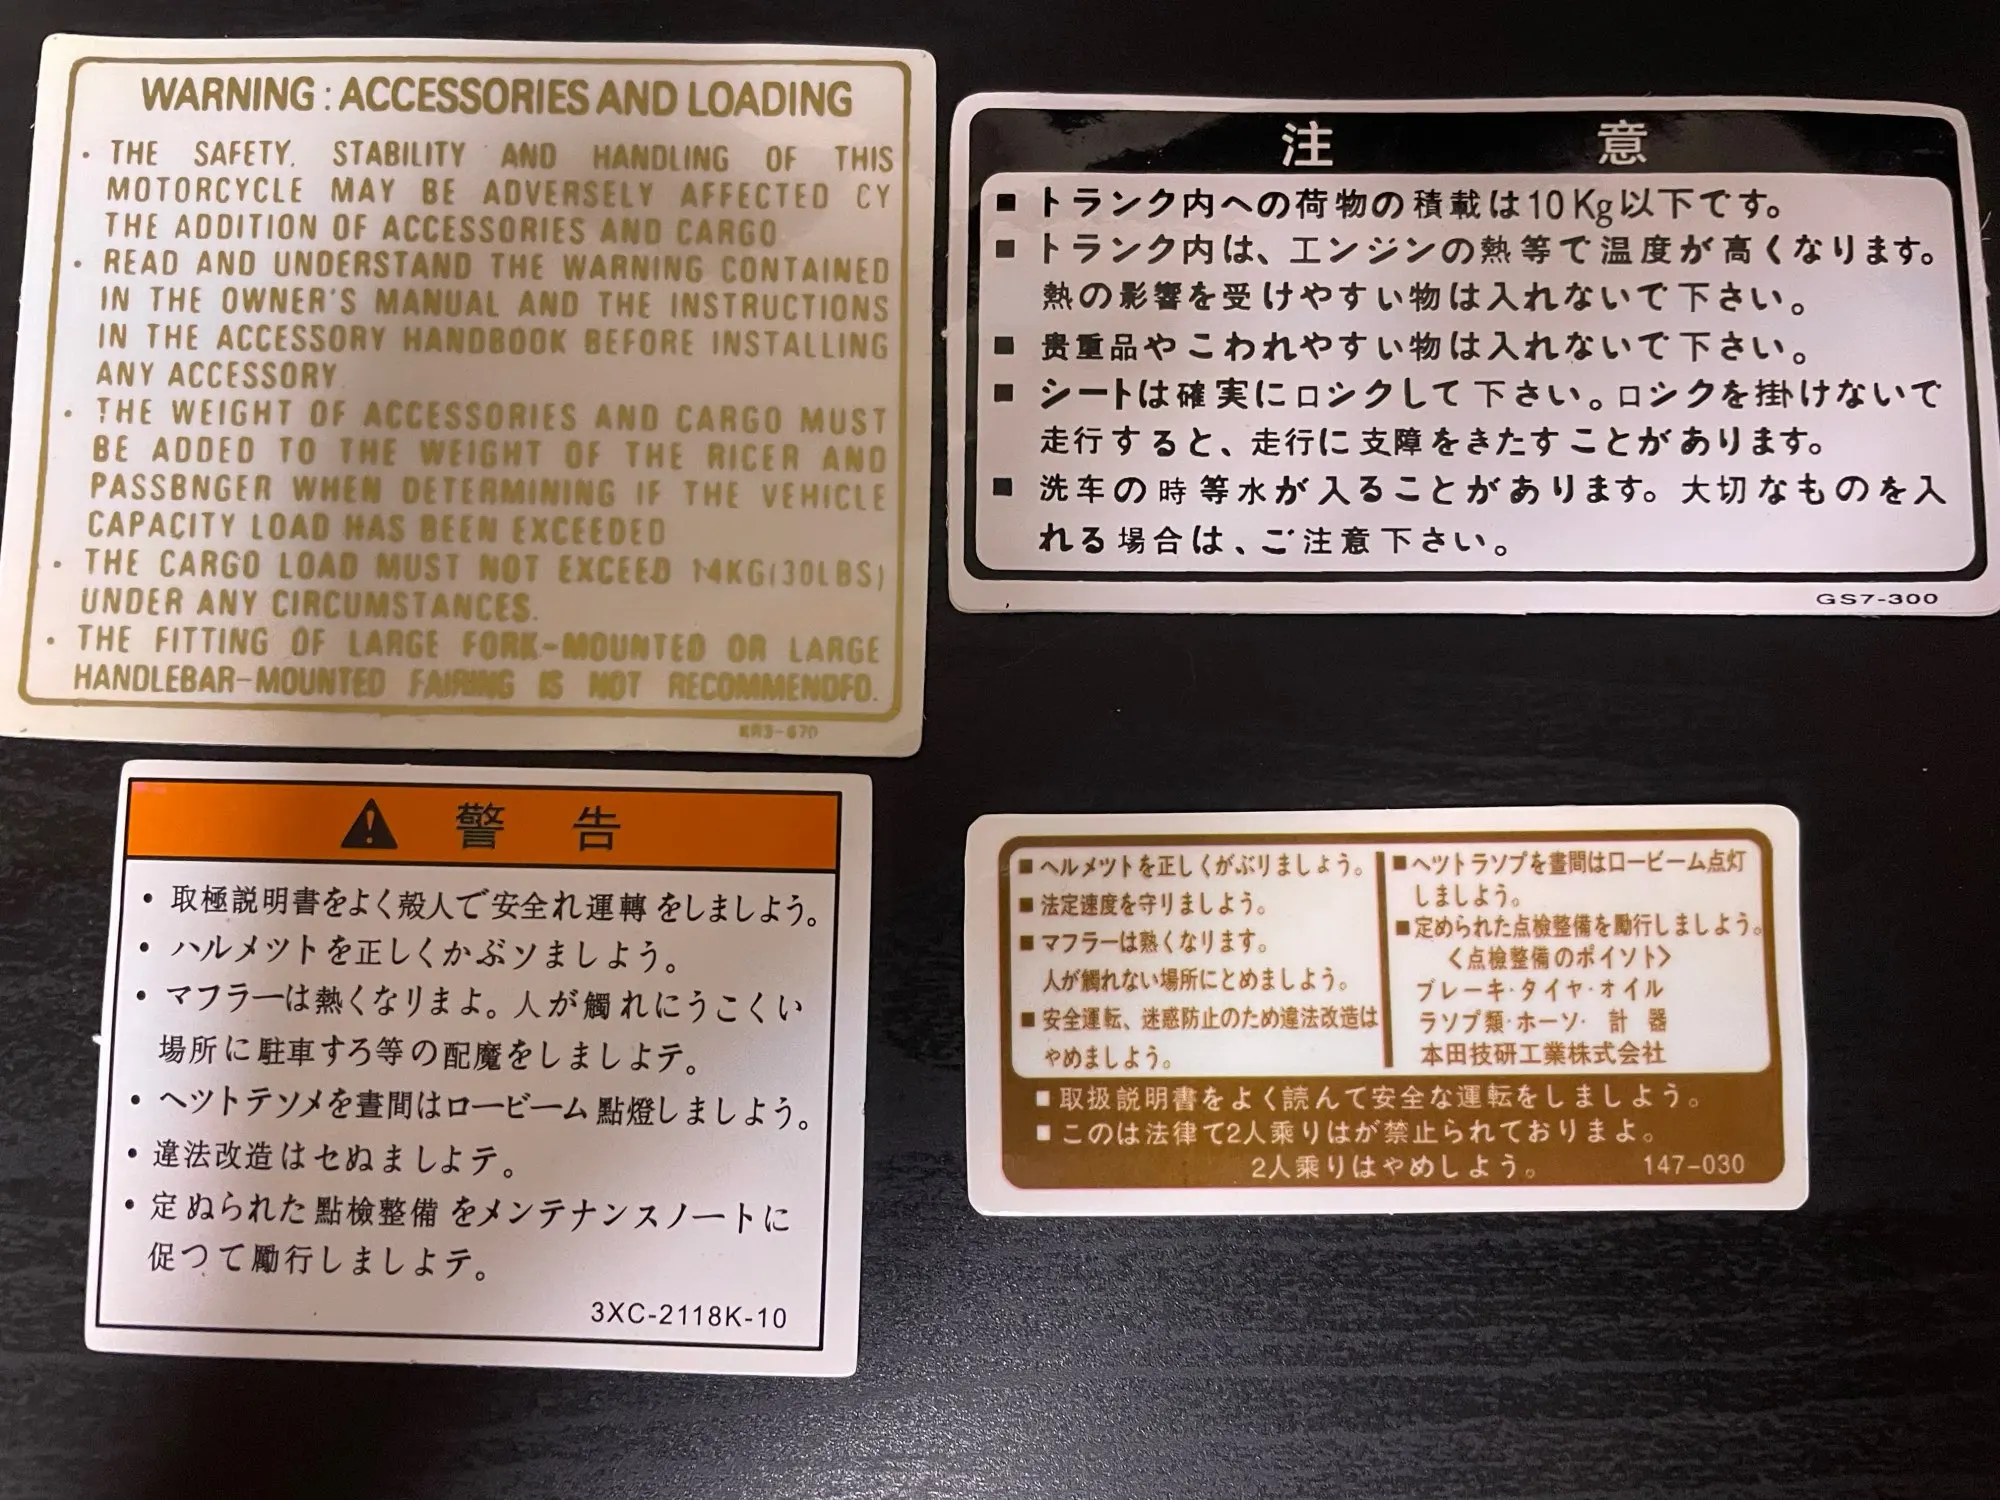 WARNING : ACCESSORIES AND LOADING
· THE SAFETY. STABILITY AND HANDLING OF THIS
MOTORCYCLE MAY BE ADVERSELY AFFECTED CY
THE ADDITION OF ACCESSORIES AND CARGO
· READ AND UNDERSTAND THE WARNING CONTAINED
IN THE OWNER'S MANUAL AND THE INSTRUCTIONS
IN THE ACCESSORY HANDBOOK BEFORE INSTALLING
ANY ACCESSORY
· THE WEIGHT OF ACCESSORIES AND CARGO MUST
BE ADDED TO THE WEIGHT OF THE RICER AND
PASSBNGER WHEN DETERMINING IF THE VEHICLE
CAPACITY LOAD HAS BEEN EXCEEDED
· THE CARGO LOAD MUST NOT EXCEED 14KG(30LBS)
UNDER ANY CIRCUMSTANCES.
· THE FITTING OF LARGE FORK-MOUNTED OR LARGE
HANDLEBAR-MOUNTED FAIRING IS NOT RECOMMENDFD.
注 意
■ トランク内への荷物の積載は10Kg以下です。
■ トランク内は、エンジンの熱等で温度が高くなります。
熱の影響を受けやすい物は入れないで下さい。
■ 貴重品やこわれやすい物は入れないで下さい。
■ シートは確実にロシクして下さい。ロシクを掛けないで
走行すると、走行に支障をきたすことがあります。
■ 洗车の時等水が入ることがあります。大切なものを入
れる場合は、ご注意下さい。
GS7-300
警 告
• 取極説明書をよく殻人で安全れ運轉をしましよう。
• ハルメツトを正しくかぶソましよう。
• マフラーは熱くなりまよ。人が觸れにうこくい
場所に駐車すろ等の配魔をしましよテ。
• ヘツトテソメを晝間はロービーム點燈しましよう。
• 違法改造はセぬましよテ。
• 定ぬられた點檢整備をメンテナンスノートに
促つて勵行しましよテ。
3XC-2118K-10
■ ヘルメツトを正しくがぶりましよう。
■ 法定速度を守りましよう。
■ マフラーは熱くなります。
人が觸れない場所にとめましよう。
■ 安全運転、迷惑防止のため違法改造は
やめましよう。
■ ヘツトラソプを晝間はロービーム点灯
しましよう。
■ 定められた点檢整備を勵行しましよう。
<点檢整備のポイソト>
ブレーキ·タイヤ·オイル
ラソプ類·ホーソ· 計 器
本田技研工業株式会社
■ 取扱説明書をよく読んて安全な運転をしましよう。
■ このは法律て2人乗りはが禁止られておりまよ。
2人乗りはやめしよう。 147-030